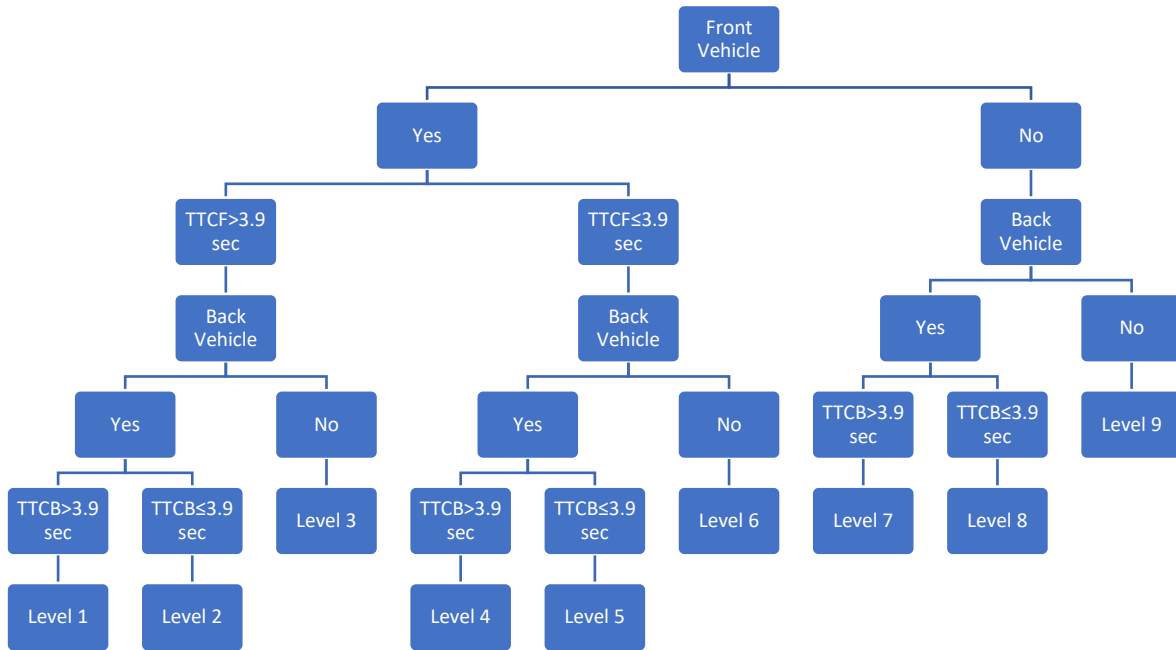 Front
Vehicle
Yes
No
TTCF>3.9
sec
TTCF≤3.9
sec
Back
Vehicle
Back
Vehicle
Back
Vehicle
Yes
No
Yes
No
Yes
No
TTCB>3.9
sec
TTCB≤3.9
sec
Level 9
TTCB>3.9
sec
TTCB≤3.9
sec
Level 3
TTCB>3.9
sec
TTCB≤3.9
sec
Level 6
Level 7
Level 8
Level 1
Level 2
Level 4
Level 5